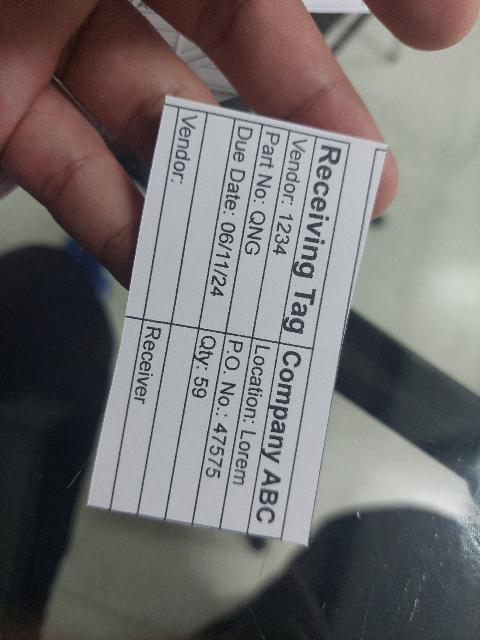 Receiving Tag Company ABC
Vendor: 1234 Location: Lorem
Part No: QNG P.O. No.: 47575
Due Date: 06/11/24 Qty: 59
Vendor: Receiver